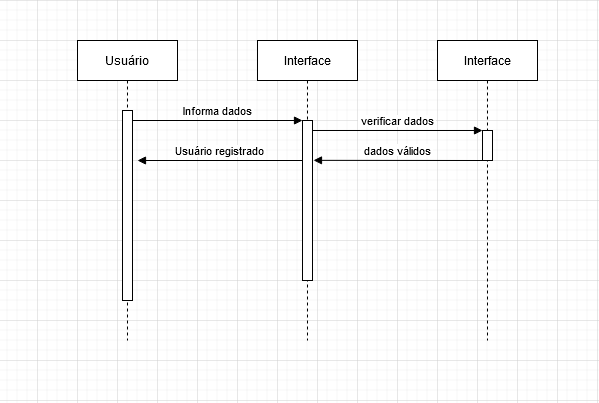 Usuário
Interface
Interface
Informa dados
verificar dados
Usuário registrado
dados válidos